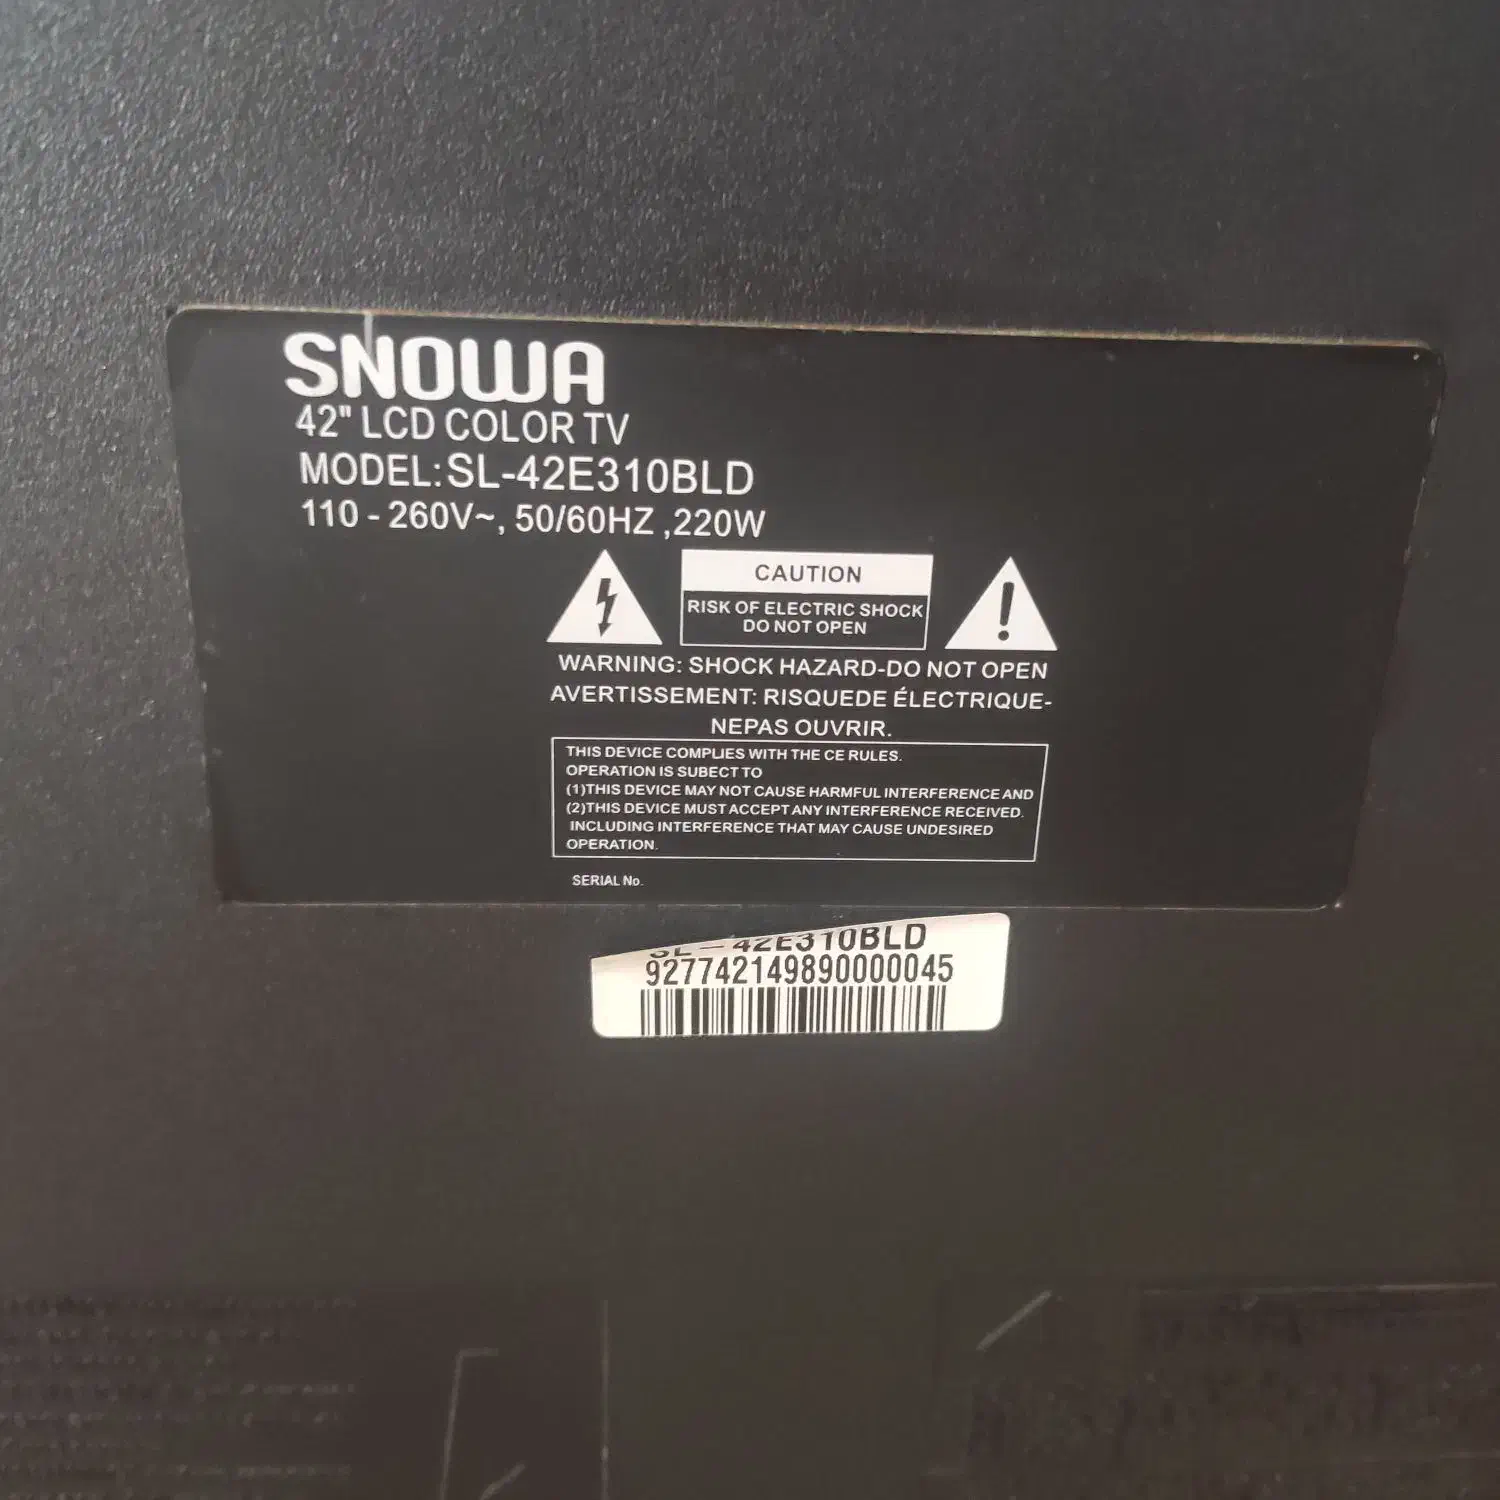 SNOWA
42" LCD COLOR TV
MODEL:SL-42E310BLD
110 - 260V~, 50/60HZ ,220W
CAUTION
RISK OF ELECTRIC SHOCK
DO NOT OPEN
WARNING: SHOCK HAZARD-DO NOT OPEN
AVERTISSEMENT: RISQUEDE ÉLECTRIQUE-
NEPAS OUVRIR.
THIS DEVICE COMPLIES WITH THE CE RULES.
OPERATION IS SUBECT TO
(1)THIS DEVICE MAY NOT CAUSE HARMFUL INTERFERENCE AND
(2)THIS DEVICE MUST ACCEPT ANY INTERFERENCE RECEIVED.
INCLUDING INTERFERENCE THAT MAY CAUSE UNDESIRED
OPERATION.
SERIAL No.
SL-42E310BLD
927742149890000045